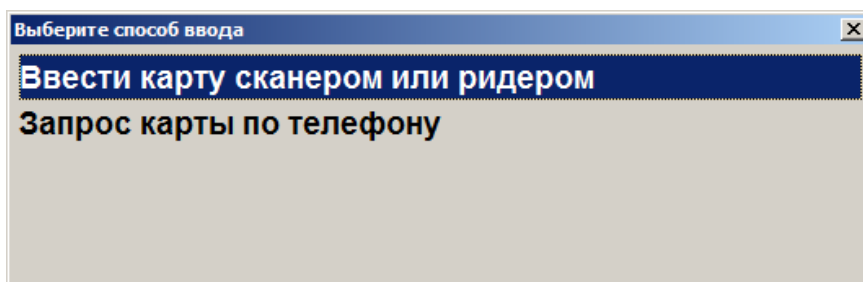 Выберите способ ввода
Ввести карту сканером или ридером
Запрос карты по телефону